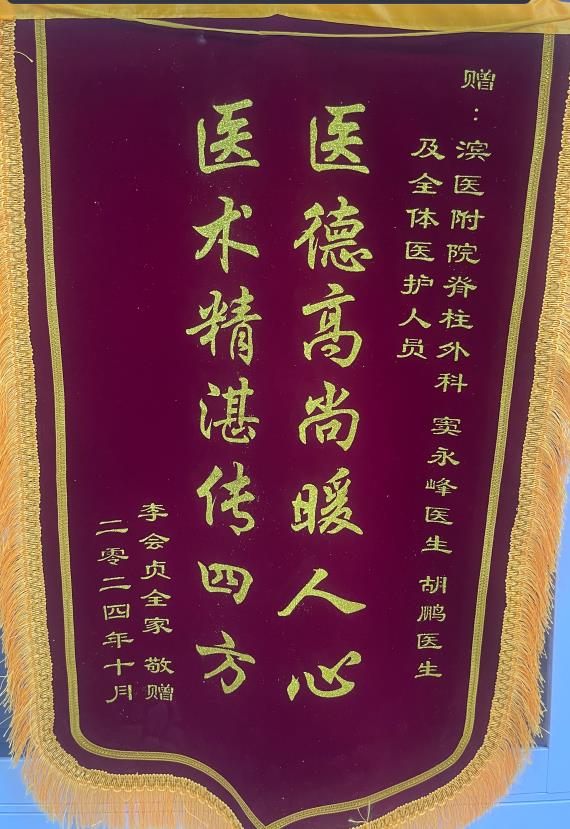 赠：
滨医附院脊柱外科 窦永峰医生 胡鹏医生
及全体医护人员
医德高尚暖人心
医术精湛传四方
李会贞全家 敬赠
二零二四年十月